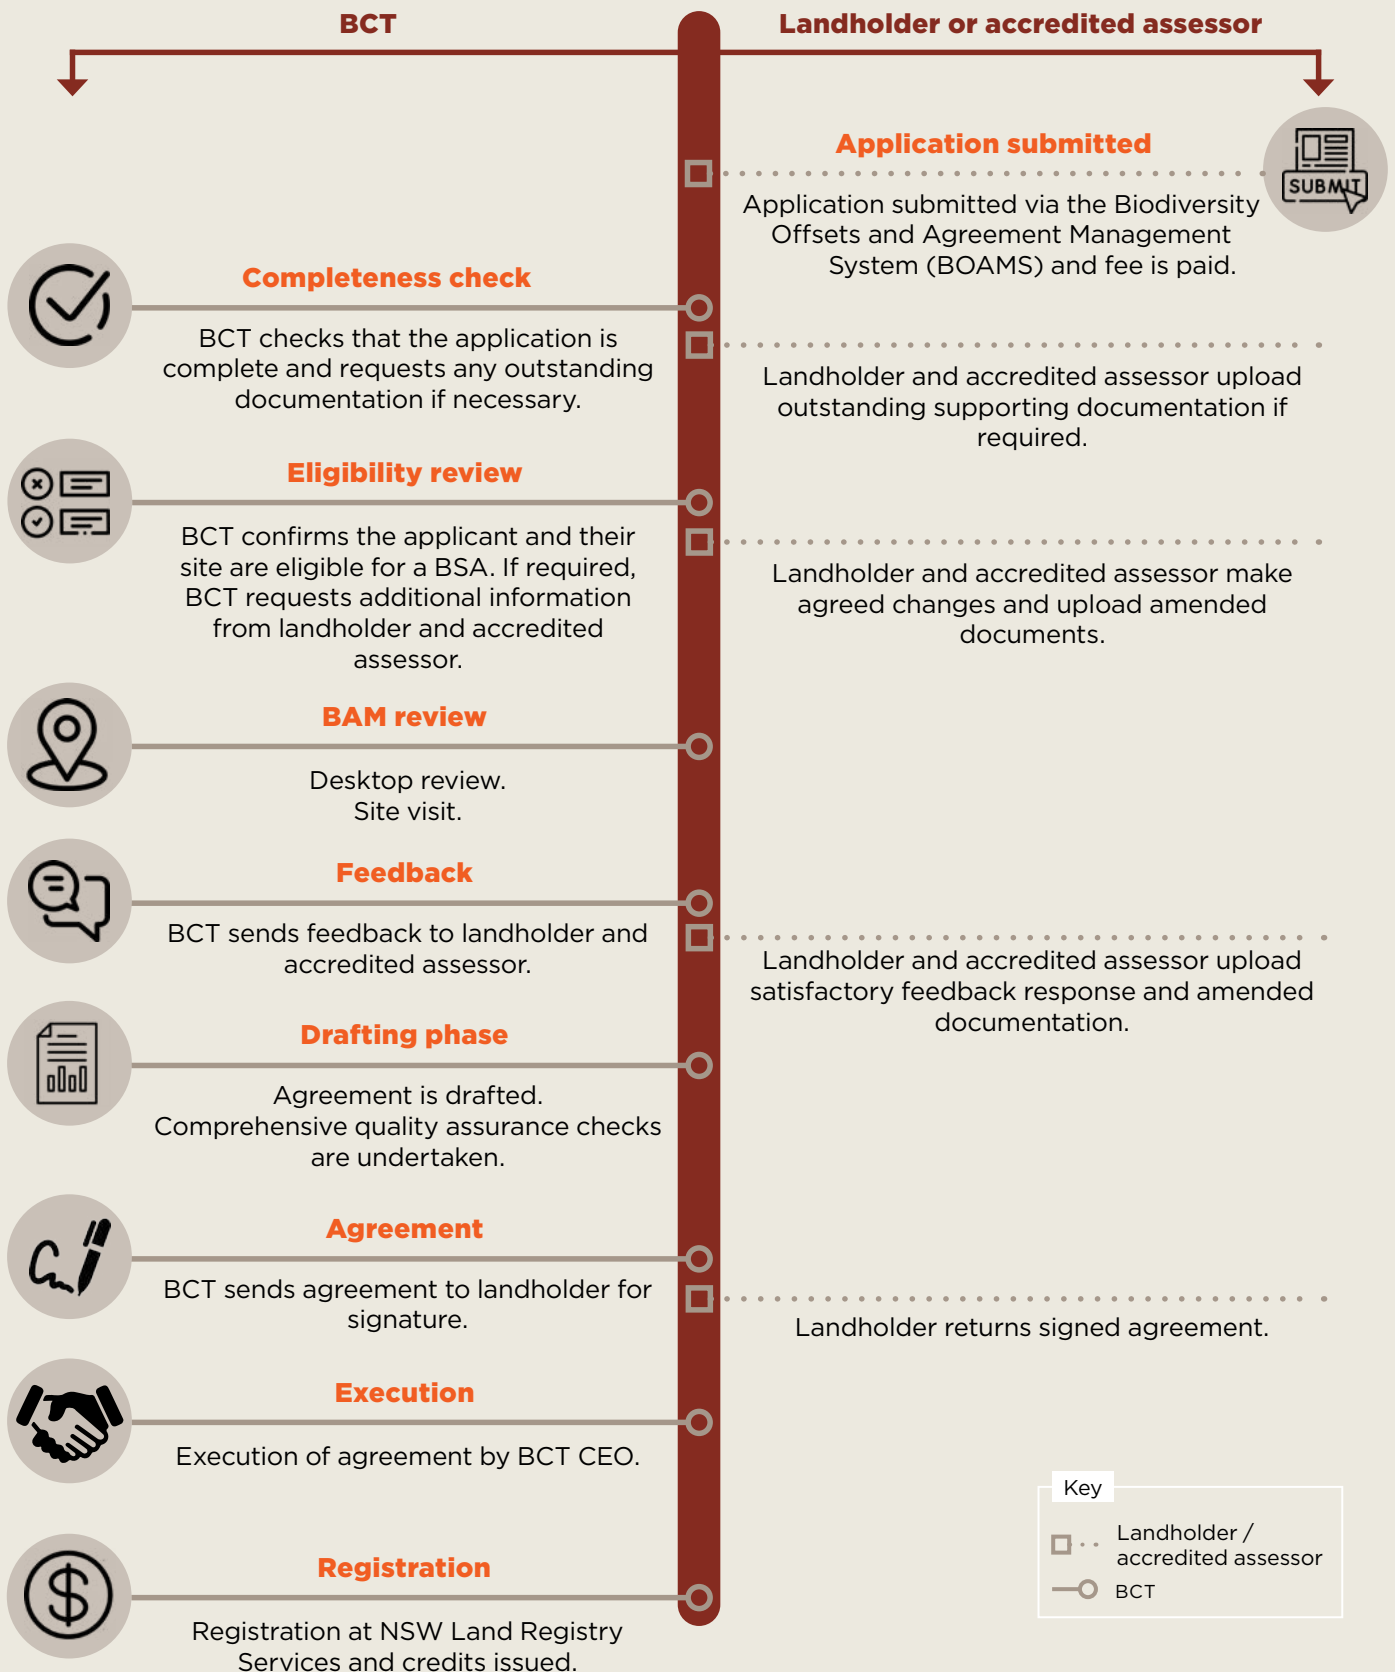 BCT
Landholder or accredited assessor
Application submitted
SUBMIT
Application submitted via the Biodiversity
Offsets and Agreement Management
System (BOAMS) and fee is paid.
Completeness check
BCT checks that the application is
complete and requests any outstanding
documentation if necessary.
Landholder and accredited assessor upload
outstanding supporting documentation if
required.
Eligibility review
BCT confirms the applicant and their
site are eligible for a BSA. If required,
BCT requests additional information
from landholder and accredited
assessor.
Landholder and accredited assessor make
agreed changes and upload amended
documents.
BAM review
Desktop review.
Site visit.
Feedback
BCT sends feedback to landholder and
accredited assessor.
Landholder and accredited assessor upload
satisfactory feedback response and amended
documentation.
Drafting phase
Agreement is drafted.
Comprehensive quality assurance checks
are undertaken.
Agreement
BCT sends agreement to landholder for
signature.
Landholder returns signed agreement.
Execution
Execution of agreement by BCT CEO.
Registration
Registration at NSW Land Registry
Services and credits issued.
Key
Landholder /
accredited assessor
BCT